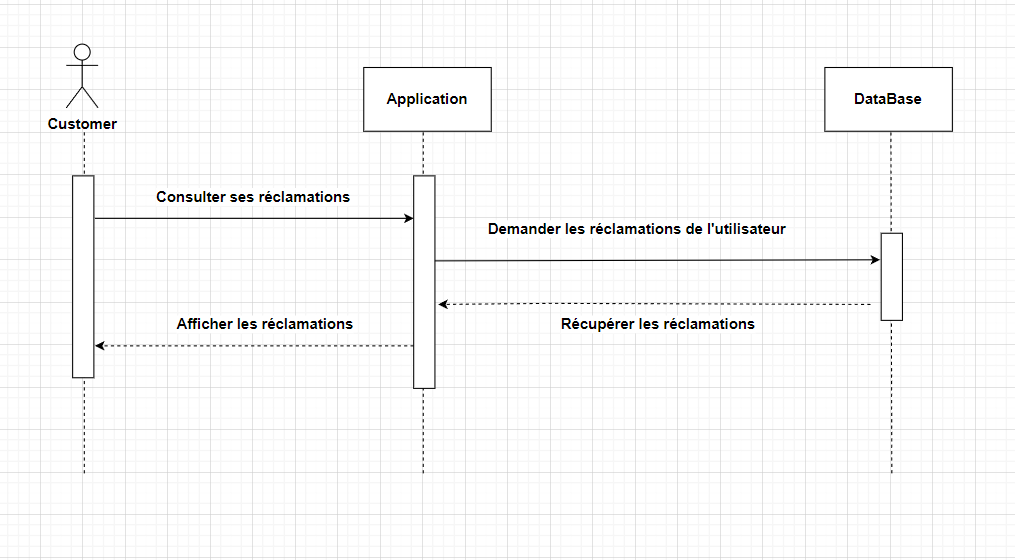 Customer
Application
DataBase
Consulter ses réclamations
Demander les réclamations de l'utilisateur
Récupérer les réclamations
Afficher les réclamations